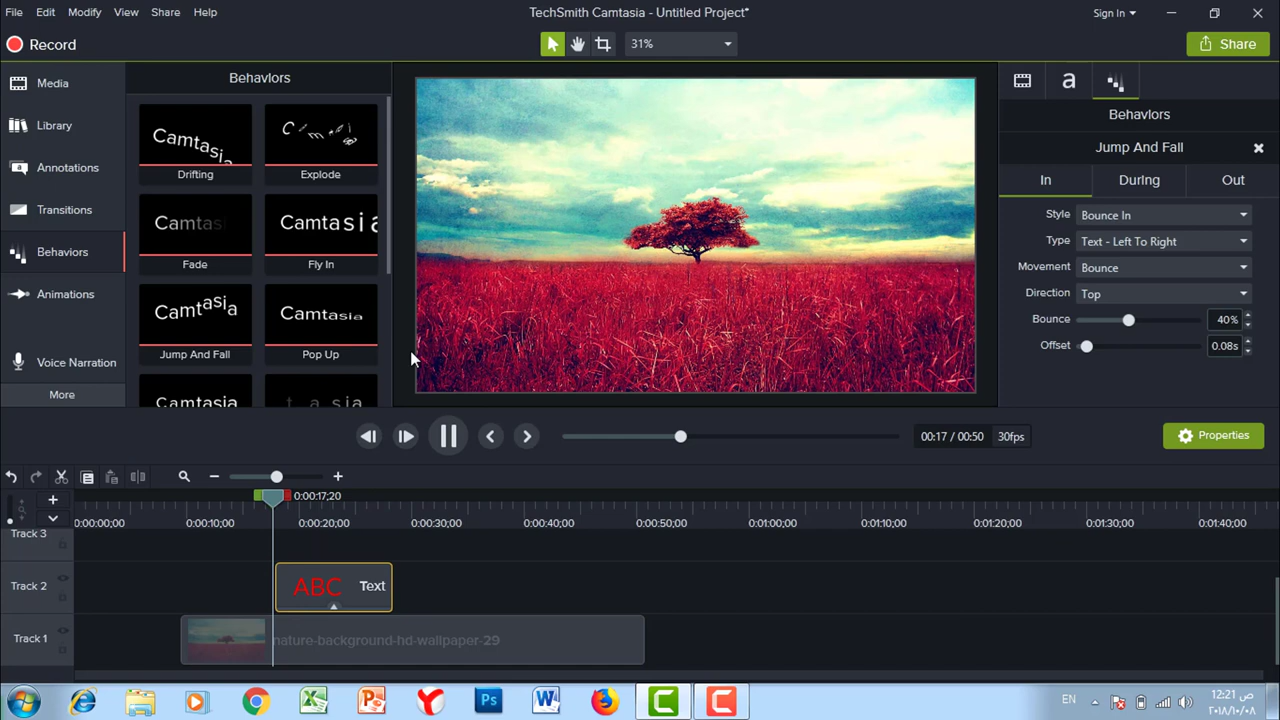 File Edit Modify View Share Help
TechSmith Camtasia - Untitled Project*
Sign In
Record
31%
Share
Media
Library
Annotations
Transitions
Behaviors
Animations
Voice Narration
More
Behaviors
Camtasia
Drifting
Explode
Camtas
Fade
Camtasia
Fly In
Camtasia
Jump And Fall
Camtasia
Pop Up
Camtasia
t a sia
a
Behaviors
Jump And Fall
In During Out
Style Bounce In
Type Text - Left To Right
Movement Bounce
Direction Top
Bounce 40%
Offset 0.08s
00:17 / 00:50 30fps
Properties
0:00:17;20
0:00:00;00 0:00:10;00 0:00:20;00 0:00:30;00 0:00:40;00 0:00:50;00 0:01:00;00 0:01:10;00 0:01:20;00 0:01:30;00 0:01:40;00
Track 3
Track 2
ABC Text
Track 1
nature-background-hd-wallpaper-29
Ps
EN
12:21 ص
٢٠١٨/١٠/٠٨